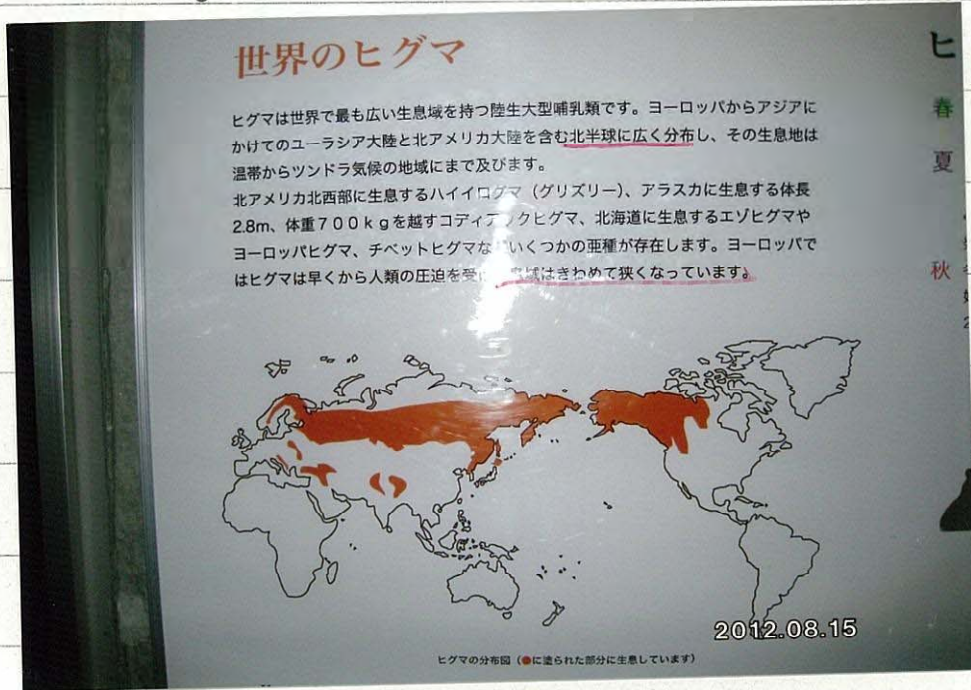 世界のヒグマ
ヒグマは世界で最も広い生息域を持つ陸生大型哺乳類です。ヨーロッパからアジアに
かけてのユーラシア大陸と北アメリカ大陸を含む北半球に広く分布し、その生息地は
温帯からツンドラ気候の地域にまで及びます。
北アメリカ北西部に生息するハイイログマ（グリズリー）、アラスカに生息する体長
2.8m、体重700kgを越すコディアックヒグマ、北海道に生息するエゾヒグマや
ヨーロッパヒグマ、チベットヒグマな いくつかの亜種が存在します。ヨーロッパで
はヒグマは早くから人類の圧迫を受 息域はきわめて狭くなっています。
ヒグマの分布図（●に塗られた部分に生息しています）
2012.08.15
ヒ
春
夏
秋